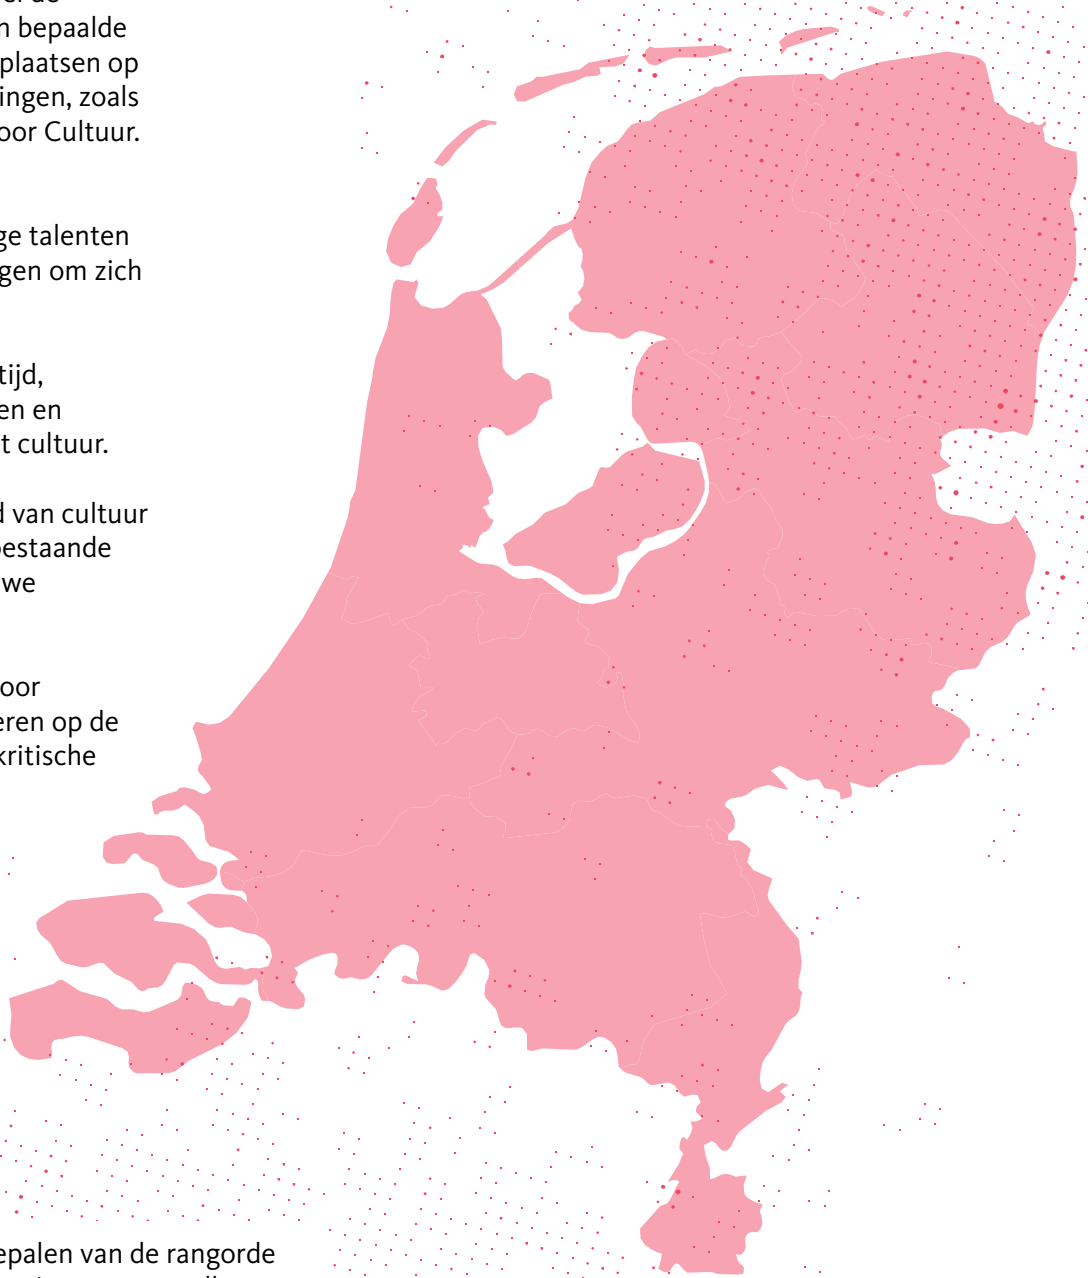 n bepaalde
plaatsen op
ingen, zoals
oor Cultuur.
ge talenten
gen om zich
tijd,
en en
t cultuur.
d van cultuur
bestaande
we
oor
eren op de
kritische
epalen van de rangorde